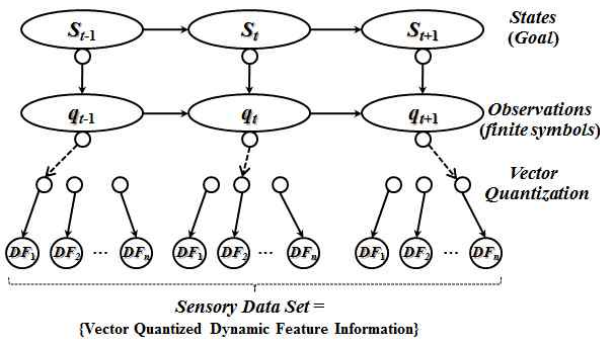 S_{t-1} S_t S_{t+1} States
(Goal)
q_{t-1} q_t q_{t+1} Observations
(finite symbols)
Vector
Quantization
DF_1 DF_2 ... DF_n DF_1 DF_2 ... DF_n DF_1 DF_2 ... DF_n
Sensory Data Set =
{Vector Quantized Dynamic Feature Information}